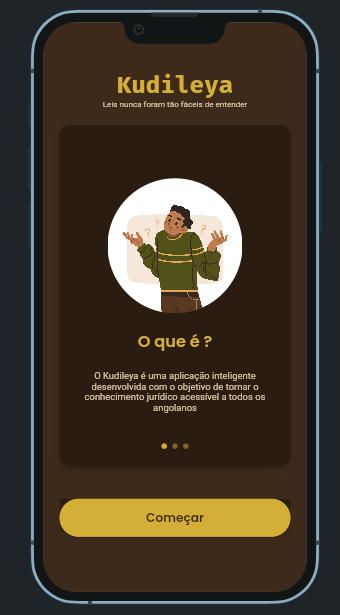 Kudileya
Leis nunca foram tão fáceis de entender
O que é ?
O Kudileya é uma aplicação inteligente
desenvolvida com o objetivo de tornar o
conhecimento jurídico acessível a todos os
angolanos
Começar